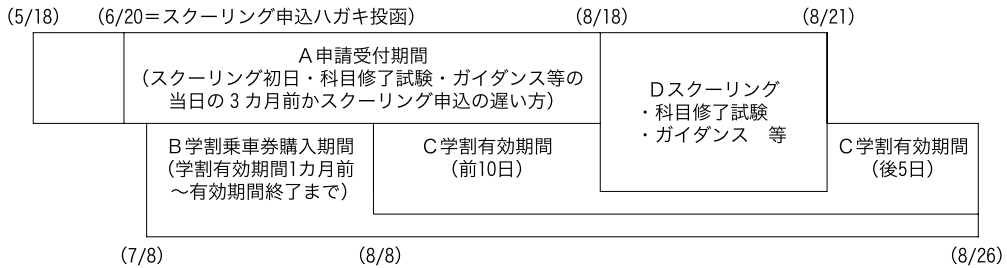 (5/18) (6/20=スクーリング申込ハガキ投函) (8/18) (8/21)
A申請受付期間
(スクーリング初日・科目修了試験・ガイダンス等の
当日の3カ月前かスクーリング申込の遅い方)
Dスクーリング
・科目修了試験
・ガイダンス 等
B学割乗車券購入期間
(学割有効期間1カ月前
〜有効期間終了まで)
C学割有効期間
(前10日)
C学割有効期間
(後5日)
(7/8) (8/8) (8/26)